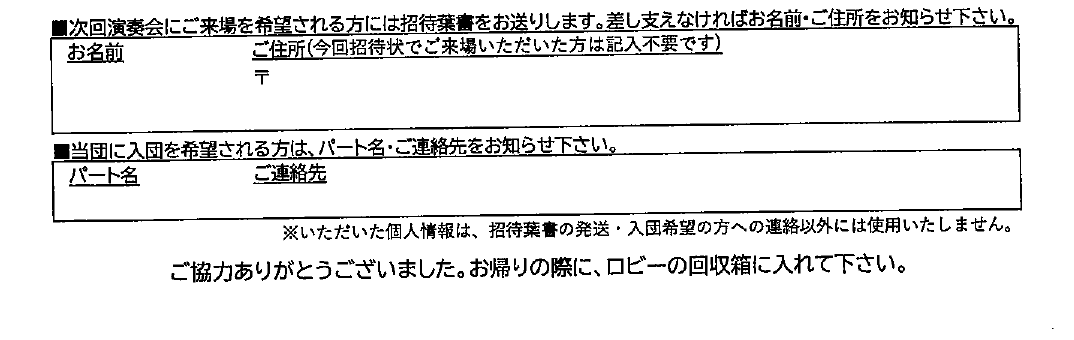 ■次回演奏会にご来場を希望される方には招待葉書をお送りします。差し支えなければお名前・ご住所をお知らせ下さい。
お名前 ご住所(今回招待状でご来場いただいた方は記入不要です)
〒
■当団に入団を希望される方は、パート名・ご連絡先をお知らせ下さい。
パート名 ご連絡先
※いただいた個人情報は、招待葉書の発送・入団希望の方への連絡以外には使用いたしません。
ご協力ありがとうございました。お帰りの際に、ロビーの回収箱に入れて下さい。